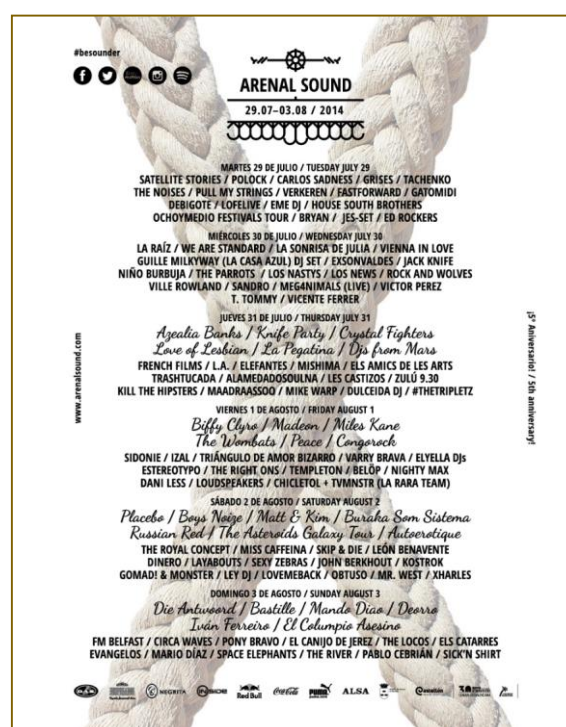 #besounder
ARENAL SOUND
29.07–03.08 / 2014
MARTES 29 DE JULIO / TUESDAY JULY 29
SATELLITE STORIES / POLOCK / CARLOS SADNESS / GRISES / TACHENKO
THE NOISES / PULL MY STRINGS / VERKEREN / FASTFORWARD / GATOMIDI
DEBIGOTE / LOFELIVE / EME DJ / HOUSE SOUTH BROTHERS
OCHOYMEDIO FESTIVALS TOUR / BRYAN / JES-SET / ED ROCKERS
MIÉRCOLES 30 DE JULIO / WEDNESDAY JULY 30
LA RAÍZ / WE ARE STANDARD / LA SONRISA DE JULIA / VIENNA IN LOVE
GUILLE MILKYWAY (LA CASA AZUL) DJ SET / EXSONVALDES / JACK KNIFE
NIÑO BURBUJA / THE PARROTS / LOS NASTYS / LOS NEWS / ROCK AND WOLVES
VILLE ROWLAND / SANDRO / MEG4NIMALS (LIVE) / VICTOR PEREZ
T. TOMMY / VICENTE FERRER
JUEVES 31 DE JULIO / THURSDAY JULY 31
Azealia Banks / Knife Party / Crystal Fighters
Love of Lesbian / La Pegatina / Djs from Mars
FRENCH FILMS / L.A. / ELEFANTES / MISHIMA / ELS AMICS DE LES ARTS
TRASHTUCADA / ALAMEDADOSOULNA / LES CASTIZOS / ZULÚ 9.30
KILL THE HIPSTERS / MAADRAASSOO / MIKE WARP / DULCEIDA DJ / #THETRIPLETZ
VIERNES 1 DE AGOSTO / FRIDAY AUGUST 1
Biffy Clyro / Madeon / Miles Kane
The Wombats / Peace / Congorock
SIDONIE / IZAL / TRIÁNGULO DE AMOR BIZARRO / VARRY BRAVA / ELYELLA DJs
ESTEREOTYPO / THE RIGHT ONS / TEMPLETON / BELÖP / NIGHTY MAX
DANI LESS / LOUDSPEAKERS / CHICLETOL + TVMNSTR (LA RARA TEAM)
SÁBADO 2 DE AGOSTO / SATURDAY AUGUST 2
Placebo / Boys Noize / Matt & Kim / Buraka Som Sistema
Russian Red / The Asteroids Galaxy Tour / Autoerotique
THE ROYAL CONCEPT / MISS CAFFEINA / SKIP & DIE / LEÓN BENAVENTE
DINERO / LAYABOUTS / SEXY ZEBRAS / JOHN BERKHOUT / KOSTROK
GOMAD! & MONSTER / LEY DJ / LOVEMEBACK / OBTUSO / MR. WEST / XHARLES
DOMINGO 3 DE AGOSTO / SUNDAY AUGUST 3
Die Antwoord / Bastille / Mando Diao / Deorro
Iván Ferreiro / El Columpio Asesino
FM BELFAST / CIRCA WAVES / PONY BRAVO / EL CANIJO DE JEREZ / THE LOCOS / ELS CATARRES
EVANGELOS / MARIO DÍAZ / SPACE ELEPHANTS / THE RIVER / PABLO CEBRIÁN / SICK'N SHIRT
www.arenalsound.com
¡5º Aniversario! / 5th anniversary!
NEGRITA
Red Bull
Coca-Cola
PUMA
ALSA